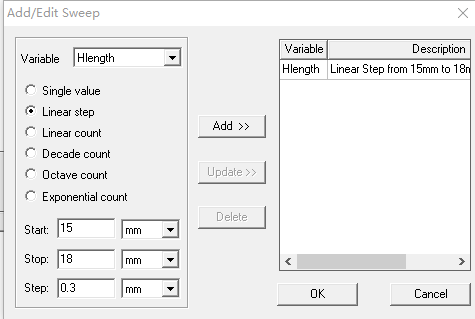 Add/Edit Sweep
Variable Hlength
Single value
Linear step
Linear count
Decade count
Octave count
Exponential count
Start: 15 mm
Stop: 18 mm
Step: 0.3 mm
Add >>
Update >>
Delete
Variable Description
Hlength Linear Step from 15mm to 18m
OK Cancel